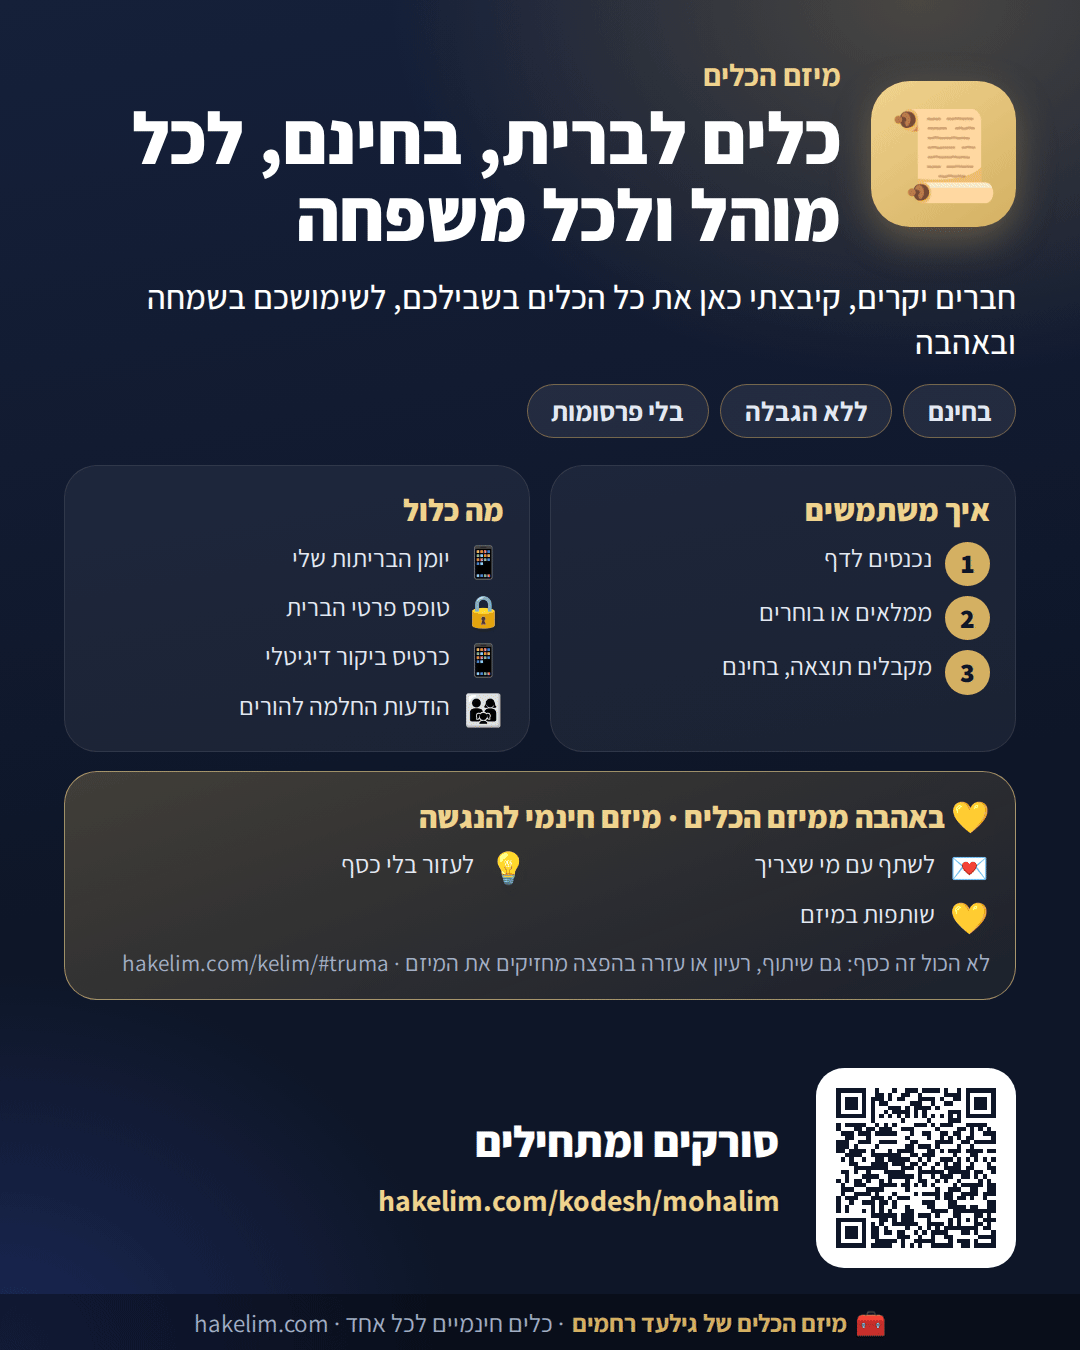 מיזם הכלים
כלים לברית, בחינם, לכל
מוהל ולכל משפחה
חברים יקרים, קיבצתי כאן את כל הכלים בשבילכם, לשימושכם בשמחה
ובאהבה
בחינם
ללא הגבלה
בלי פרסומות
איך משתמשים
1 נכנסים לדף
2 ממלאים או בוחרים
3 מקבלים תוצאה, בחינם
מה כלול
יומן הבריתות שלי
טופס פרטי הברית
כרטיס ביקור דיגיטלי
הודעות החלמה להורים
באהבה ממיזם הכלים · מיזם חינמי להנגשה
לשתף עם מי שצריך
לעזור בלי כסף
שותפות במיזם
לא הכול זה כסף: גם שיתוף, רעיון או עזרה בהפצה מחזיקים את המיזם · hakelim.com/kelim/#truma
סורקים ומתחילים
hakelim.com/kodesh/mohalim
מיזם הכלים של גילעד רחמים · כלים חינמיים לכל אחד · hakelim.com